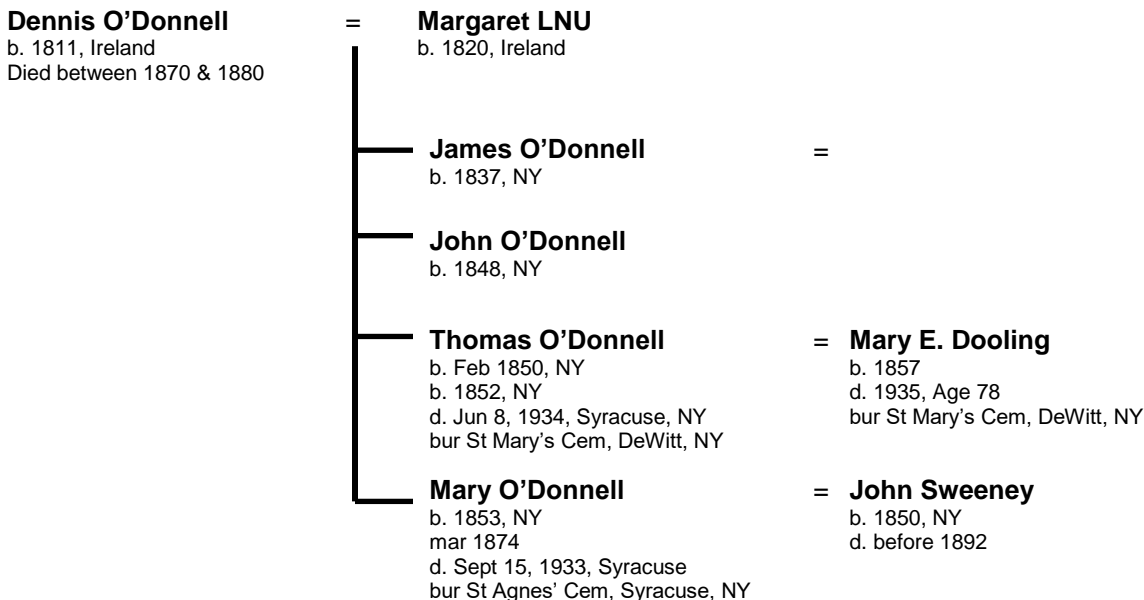 Dennis O’Donnell = Margaret LNU
b. 1811, Ireland b. 1820, Ireland
Died between 1870 & 1880
James O’Donnell =
b. 1837, NY
John O’Donnell
b. 1848, NY
Thomas O’Donnell = Mary E. Dooling
b. Feb 1850, NY b. 1857
b. 1852, NY d. 1935, Age 78
d. Jun 8, 1934, Syracuse, NY bur St Mary’s Cem, DeWitt, NY
bur St Mary’s Cem, DeWitt, NY
Mary O’Donnell = John Sweeney
b. 1853, NY b. 1850, NY
mar 1874 d. before 1892
d. Sept 15, 1933, Syracuse
bur St Agnes’ Cem, Syracuse, NY